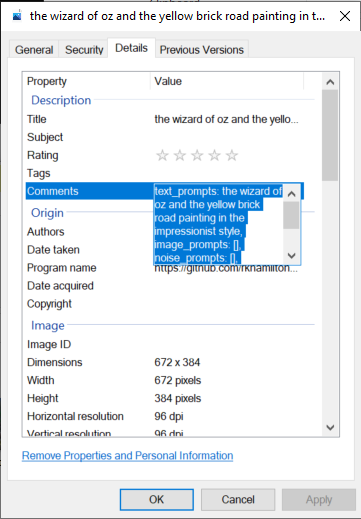 the wizard of oz and the yellow brick road painting in t...
General Security Details Previous Versions
Property Value
Description
Title the wizard of oz and the yello...
Subject
Rating
Tags
Comments text_prompts: the wizard of
oz and the yellow brick
road painting in the
impressionist style,
image_prompts: [],
noise_prompts: [],
Origin
Authors
Date taken
Program name https://github.com/rkhamilton...
Date acquired
Copyright
Image
Image ID
Dimensions 672 x 384
Width 672 pixels
Height 384 pixels
Horizontal resolution 96 dpi
Vertical resolution 96 dpi
Remove Properties and Personal Information
OK Cancel Apply